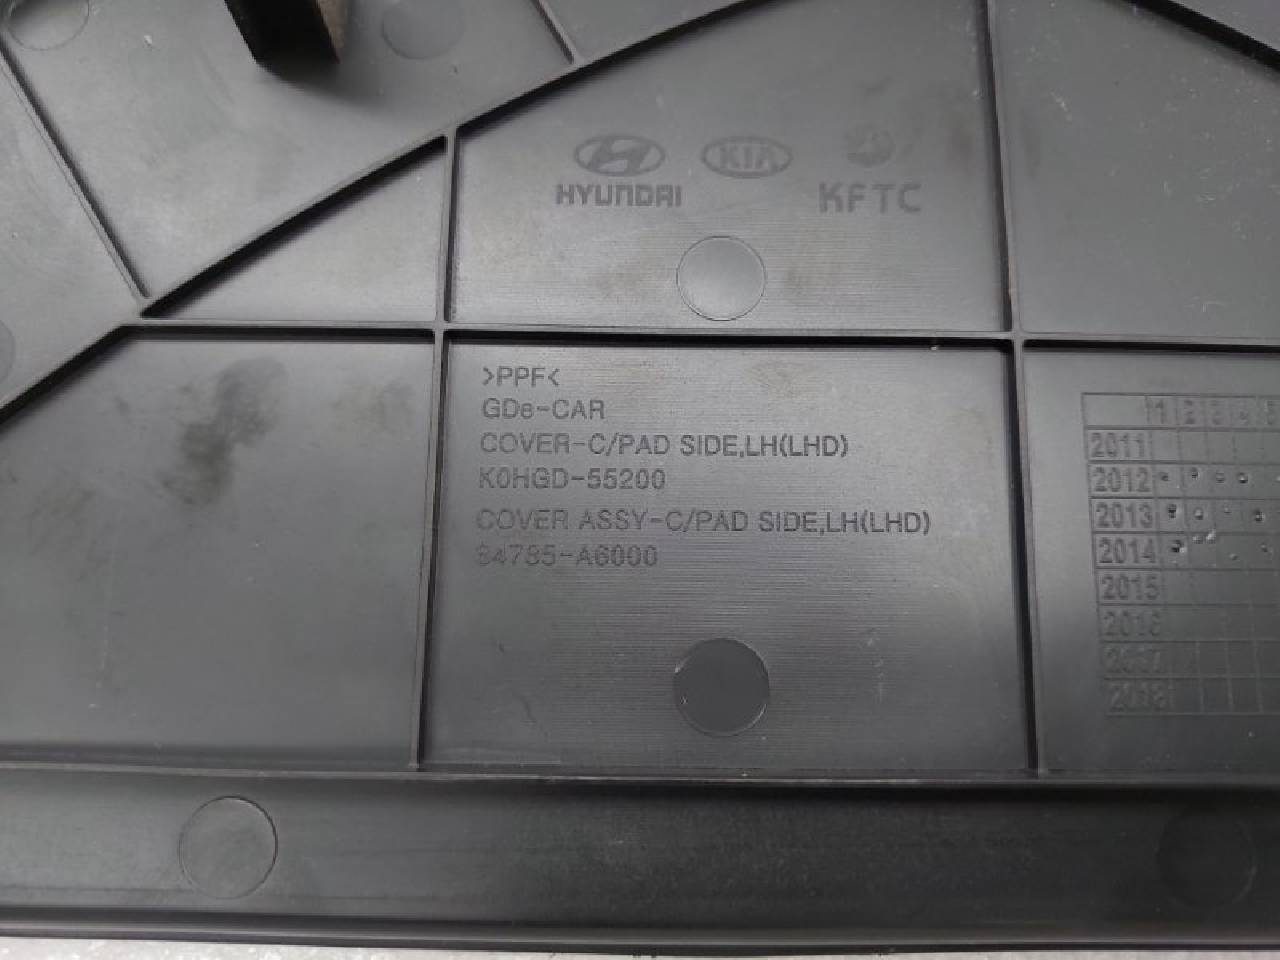 HYUNDAI
KIA
KFTC
>PPF<
GDe-CAR
COVER-C/PAD SIDE,LH(LHD)
K0HGD-55200
COVER ASSY-C/PAD SIDE,LH(LHD)
84785-A6000
1 2 3 4 5
2011
2012
2013
2014
2015
2016
2017
2018